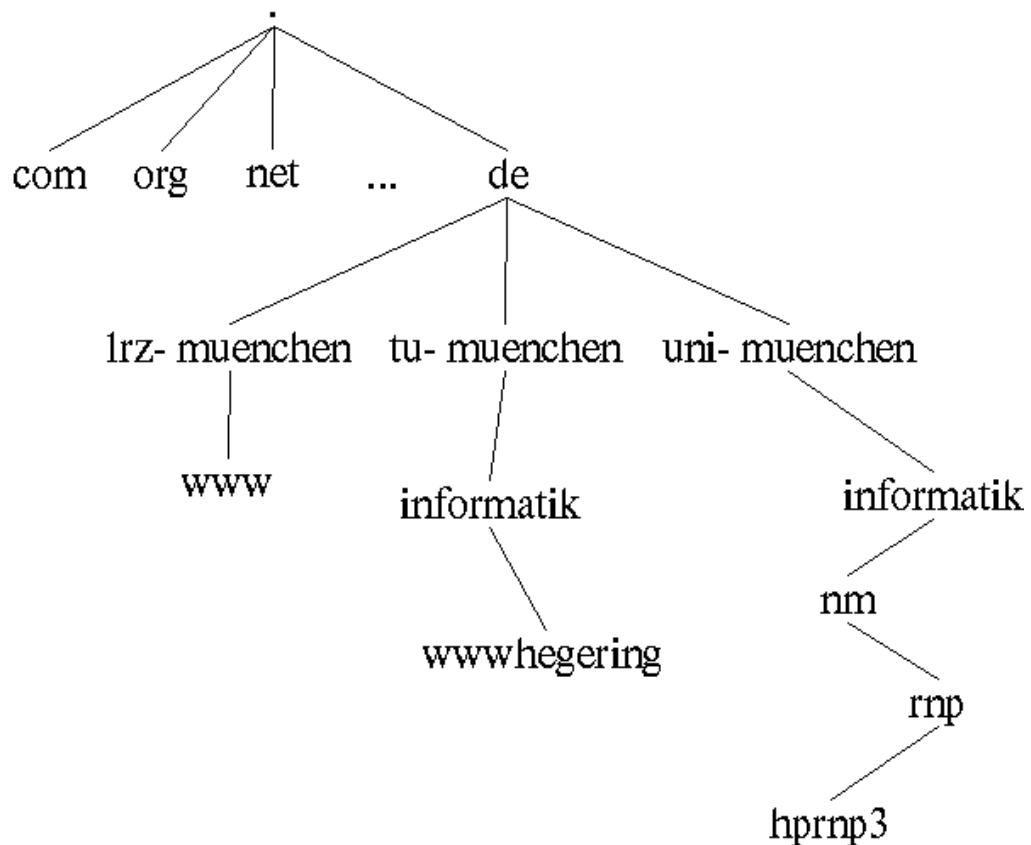 .
com org net ... de
lrz- muenchen tu- muenchen uni- muenchen
www
informatik
informatik
nm
wwwhegering
rnp
hprnp3